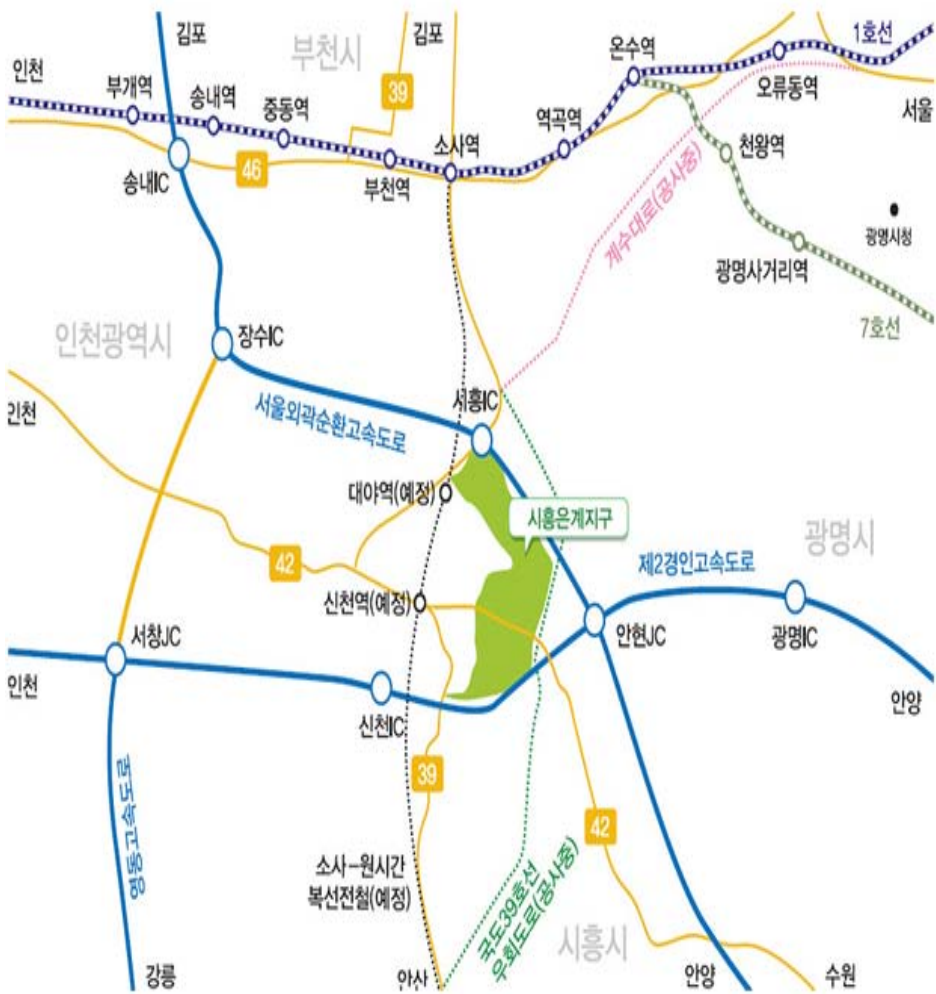 김포
부천시
김포
1호선
인천
부개역
송내역
중동역
39
온수역
오류동역
서울
역곡역
소사역
천왕역
송내IC
46
부천역
계수대로(공사중)
광명시청
광명사거리역
7호선
인천광역시
장수IC
인천
서울외곽순환고속도로
시흥IC
대야역(예정)
시흥은계지구
광명시
42
제2경인고속도로
신천역(예정)
서창JC
안현JC
광명IC
인천
신천IC
안양
영동고속도로
39
42
소사-원시간
복선전철(예정)
국도39호선
우회도로(공사중)
시흥시
강릉
안산
안양
수원